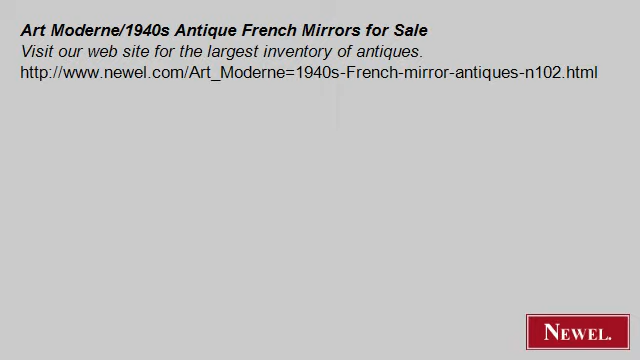 Art Moderne/1940s Antique French Mirrors for Sale
Visit our web site for the largest inventory of antiques.
http://www.newel.com/Art_Moderne=1940s-French-mirror-antiques-n102.html
NEWEL.